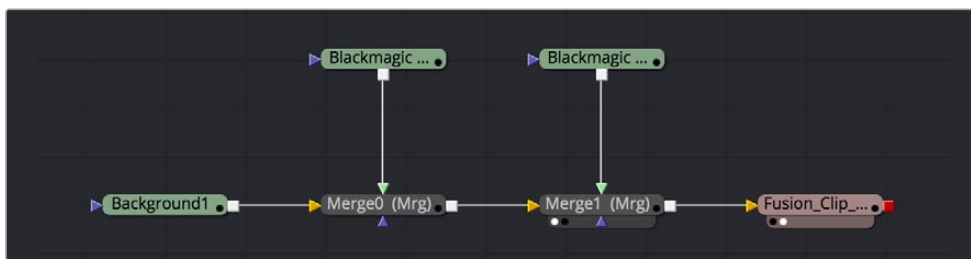 Blackmagic ... Blackmagic ...
Background1 Merge0 (Mrg) Merge1 (Mrg) Fusion_Clip_...